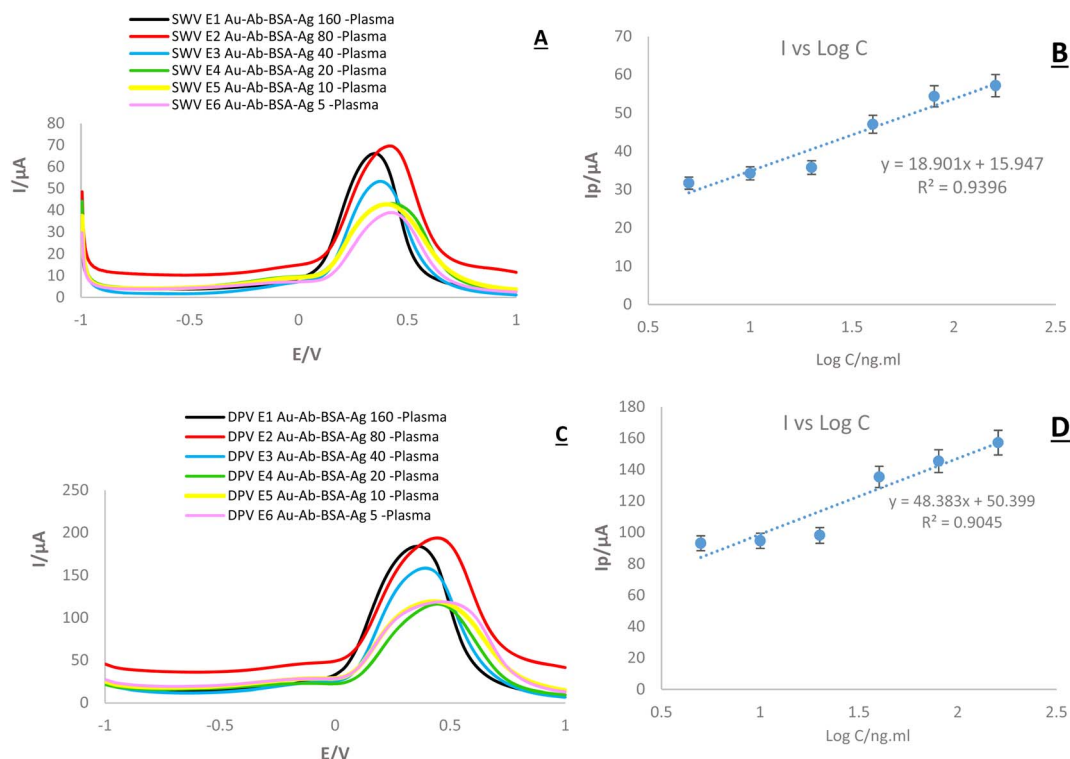 SWV E1 Au-Ab-BSA-Ag 160 -Plasma
SWV E2 Au-Ab-BSA-Ag 80 -Plasma
SWV E3 Au-Ab-BSA-Ag 40 -Plasma
SWV E4 Au-Ab-BSA-Ag 20 -Plasma
SWV E5 Au-Ab-BSA-Ag 10 -Plasma
SWV E6 Au-Ab-BSA-Ag 5 -Plasma
A
I/µA
80
70
60
50
40
30
20
10
0
-1
-0.5
0
0.5
1
E/V
I vs Log C
B
Ip/µA
70
60
50
40
30
20
10
0
y = 18.901x + 15.947
R² = 0.9396
0.5
1
1.5
2
2.5
Log C/ng.ml
DPV E1 Au-Ab-BSA-Ag 160 -Plasma
DPV E2 Au-Ab-BSA-Ag 80 -Plasma
DPV E3 Au-Ab-BSA-Ag 40 -Plasma
DPV E4 Au-Ab-BSA-Ag 20 -Plasma
DPV E5 Au-Ab-BSA-Ag 10 -Plasma
DPV E6 Au-Ab-BSA-Ag 5 -Plasma
C
I/µA
250
200
150
100
50
0
-1
-0.5
0
0.5
1
E/V
I vs Log C
D
Ip/µA
180
160
140
120
100
80
60
40
20
0
y = 48.383x + 50.399
R² = 0.9045
0.5
1
1.5
2
2.5
Log C/ng.ml